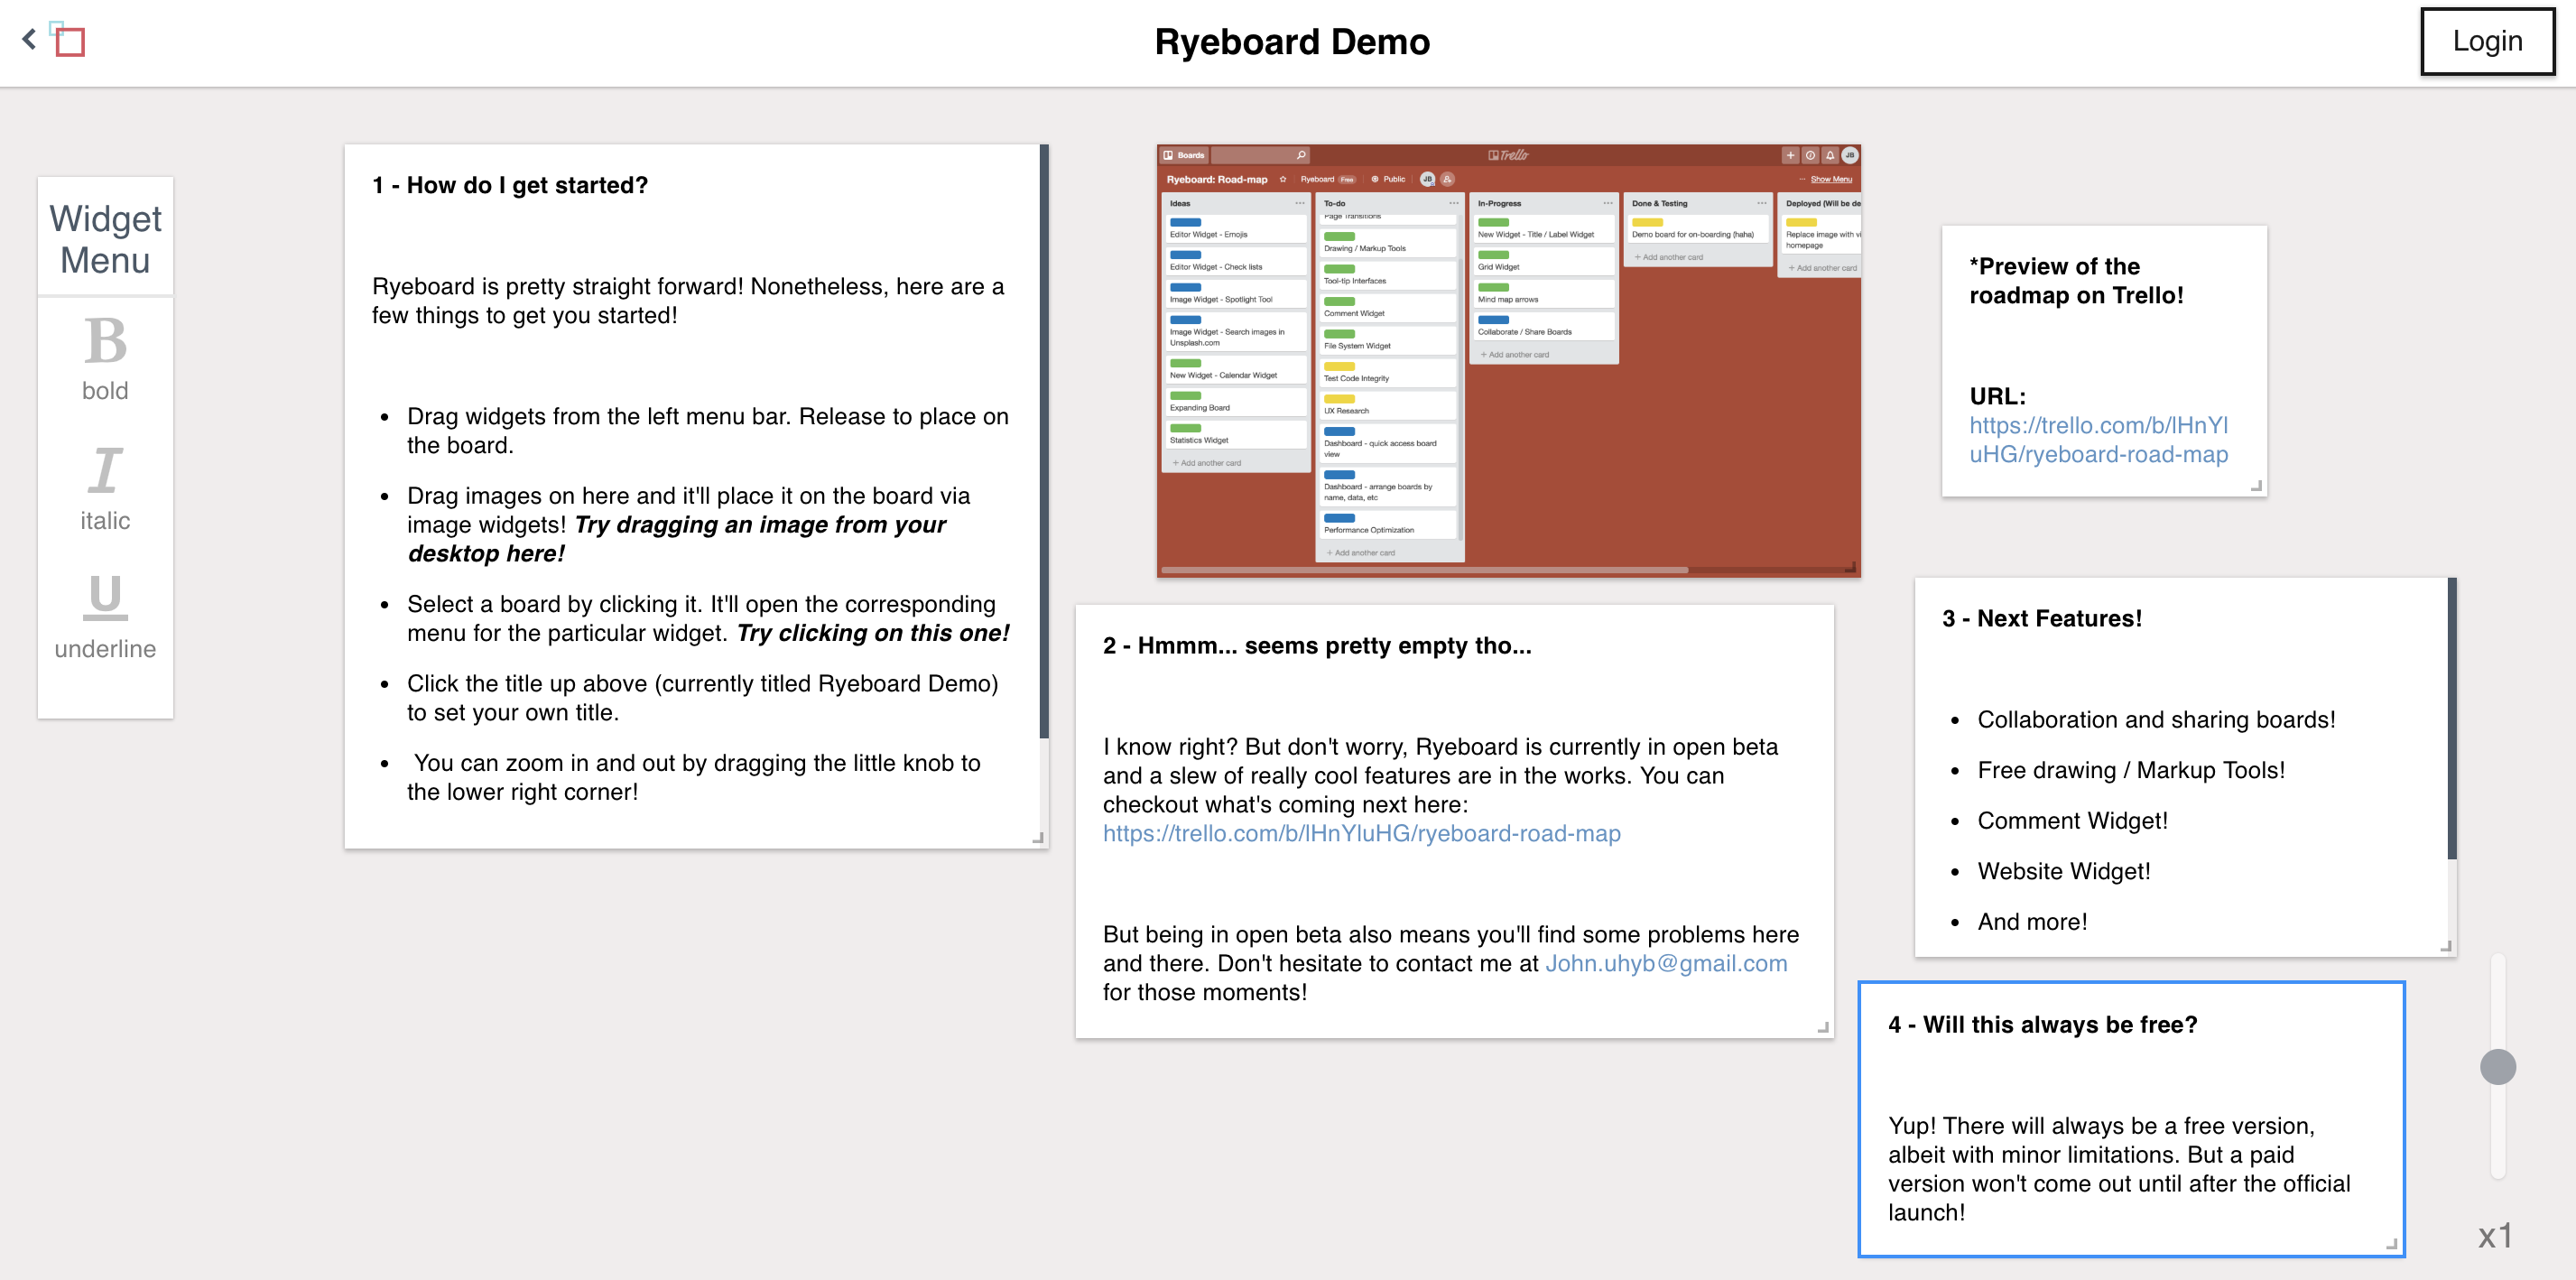 Ryeboard Demo
Login
Widget
Menu
B
bold
I
italic
U
underline
1 - How do I get started?
Ryeboard is pretty straight forward! Nonetheless, here are a
few things to get you started!
• Drag widgets from the left menu bar. Release to place on
the board.
• Drag images on here and it'll place it on the board via
image widgets! Try dragging an image from your
desktop here!
• Select a board by clicking it. It'll open the corresponding
menu for the particular widget. Try clicking on this one!
• Click the title up above (currently titled Ryeboard Demo)
to set your own title.
• You can zoom in and out by dragging the little knob to
the lower right corner!
Boards
Trello
JB
Ryeboard: Road-map
Ryeboard Free
Public
JB
... Show Menu
Ideas ...
Editor Widget - Emojis
Editor Widget - Check lists
Image Widget - Spotlight Tool
Image Widget - Search images in
Unsplash.com
New Widget - Calendar Widget
Expanding Board
Statistics Widget
+ Add another card
To-do ...
Page Transitions
Drawing / Markup Tools
Tool-tip Interfaces
Comment Widget
File System Widget
Test Code Integrity
UX Research
Dashboard - quick access board
view
Dashboard - arrange boards by
name, data, etc
Performance Optimization
+ Add another card
In-Progress ...
New Widget - Title / Label Widget
Grid Widget
Mind map arrows
Collaborate / Share Boards
+ Add another card
Done & Testing ...
Demo board for on-boarding (haha)
+ Add another card
Deployed (Will be de
Replace image with vi
homepage
+ Add another card
*Preview of the
roadmap on Trello!
URL:
https://trello.com/b/lHnYl
uHG/ryeboard-road-map
2 - Hmmm... seems pretty empty tho...
I know right? But don't worry, Ryeboard is currently in open beta
and a slew of really cool features are in the works. You can
checkout what's coming next here:
https://trello.com/b/lHnYluHG/ryeboard-road-map
But being in open beta also means you'll find some problems here
and there. Don't hesitate to contact me at John.uhyb@gmail.com
for those moments!
3 - Next Features!
• Collaboration and sharing boards!
• Free drawing / Markup Tools!
• Comment Widget!
• Website Widget!
• And more!
4 - Will this always be free?
Yup! There will always be a free version,
albeit with minor limitations. But a paid
version won't come out until after the official
launch!
x1